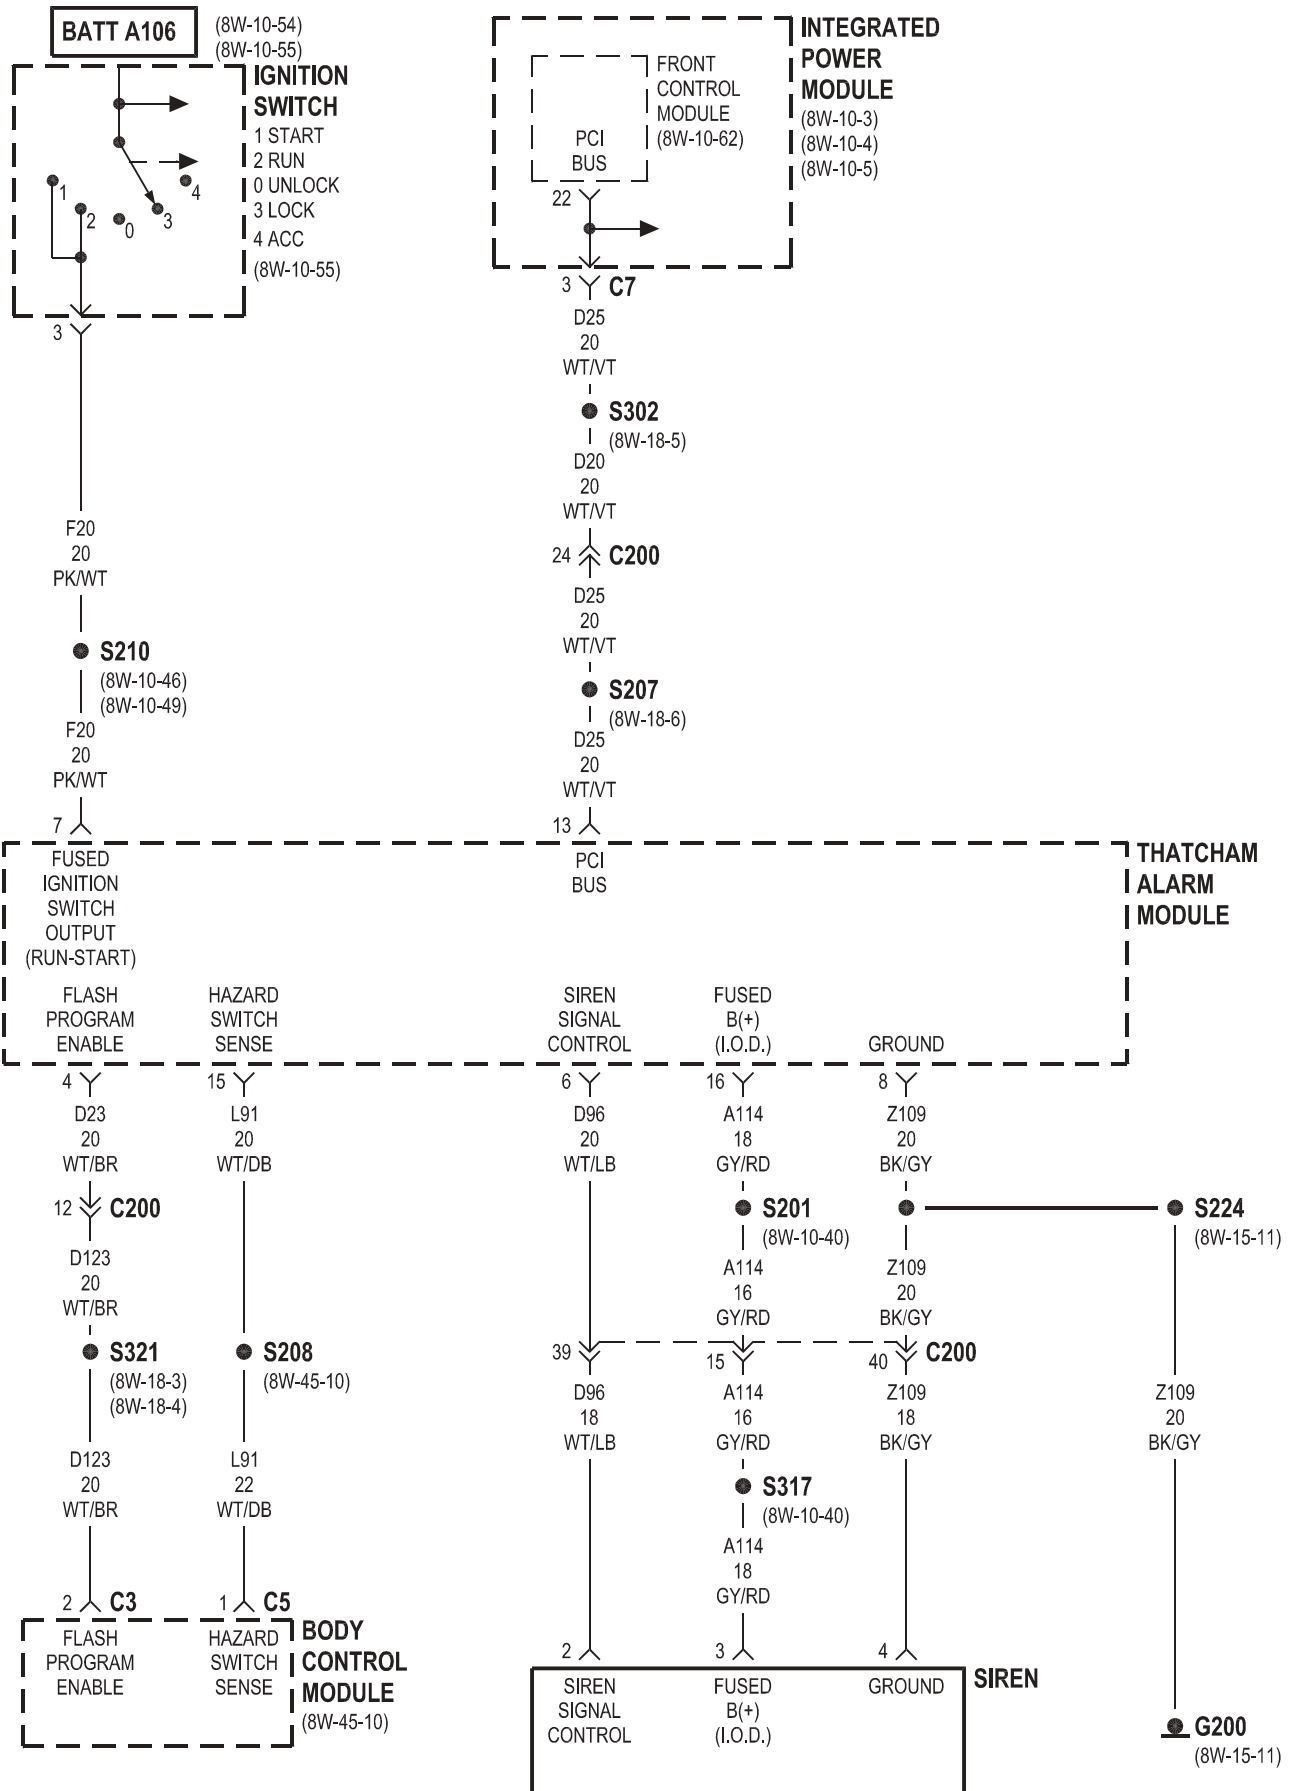 BATT A106
(8W-10-54)
(8W-10-55)
IGNITION
SWITCH
1 START
2 RUN
0 UNLOCK
3 LOCK
4 ACC
(8W-10-55)
1
2
0
3
4
3
INTEGRATED
POWER
MODULE
(8W-10-3)
(8W-10-4)
(8W-10-5)
FRONT
CONTROL
MODULE
(8W-10-62)
PCI
BUS
22
3 C7
D25
20
WT/VT
S302
(8W-18-5)
D20
20
WT/VT
24 C200
D25
20
WT/VT
S207
(8W-18-6)
D25
20
WT/VT
13
F20
20
PK/WT
S210
(8W-10-46)
(8W-10-49)
F20
20
PK/WT
7
THATCHAM
ALARM
MODULE
FUSED
IGNITION
SWITCH
OUTPUT
(RUN-START)
PCI
BUS
FLASH
PROGRAM
ENABLE
HAZARD
SWITCH
SENSE
SIREN
SIGNAL
CONTROL
FUSED
B(+)
(I.O.D.)
GROUND
4
D23
20
WT/BR
12 C200
D123
20
WT/BR
S321
(8W-18-3)
(8W-18-4)
D123
20
WT/BR
2 C3
15
L91
20
WT/DB
S208
(8W-45-10)
L91
22
WT/DB
1 C5
BODY
CONTROL
MODULE
(8W-45-10)
FLASH
PROGRAM
ENABLE
HAZARD
SWITCH
SENSE
6
D96
20
WT/LB
39
D96
18
WT/LB
2
16
A114
18
GY/RD
S201
(8W-10-40)
A114
16
GY/RD
15
A114
16
GY/RD
S317
(8W-10-40)
A114
18
GY/RD
3
8
Z109
20
BK/GY
Z109
20
BK/GY
40 C200
Z109
18
BK/GY
4
S224
(8W-15-11)
Z109
20
BK/GY
G200
(8W-15-11)
SIREN
SIREN
SIGNAL
CONTROL
FUSED
B(+)
(I.O.D.)
GROUND